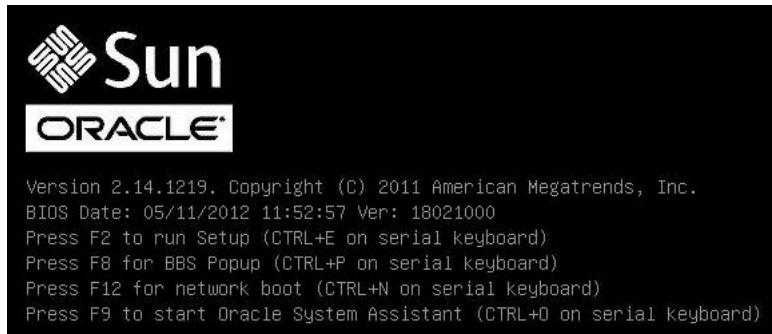 Sun
ORACLE
Version 2.14.1219. Copyright (C) 2011 American Megatrends, Inc.
BIOS Date: 05/11/2012 11:52:57 Ver: 18021000
Press F2 to run Setup (CTRL+E on serial keyboard)
Press F8 for BBS Popup (CTRL+P on serial keyboard)
Press F12 for network boot (CTRL+N on serial keyboard)
Press F9 to start Oracle System Assistant (CTRL+O on serial keyboard)